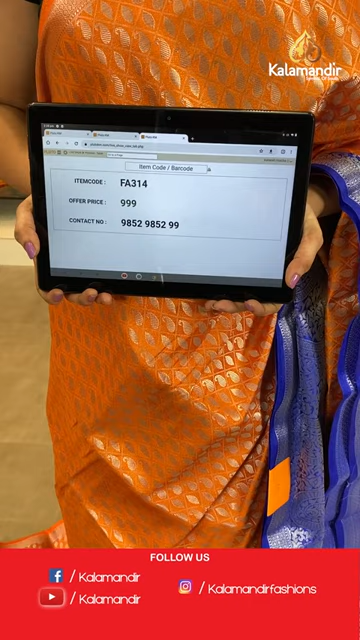 Kalamandir
Item Code / Barcode
ITEMCODE : FA314
OFFER PRICE : 999
CONTACT NO : 9852 9852 99
FOLLOW US
/ Kalamandir
/ Kalamandirfashions
/ Kalamandir